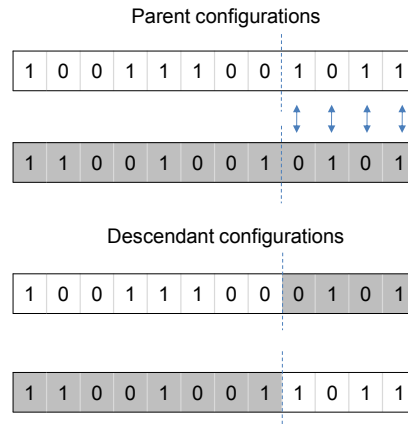 Parent configurations
1 0 0 1 1 1 0 0 1 0 1 1
1 1 0 0 1 0 0 1 0 1 0 1
Descendant configurations
1 0 0 1 1 1 0 0 0 1 0 1
1 1 0 0 1 0 0 1 1 0 1 1